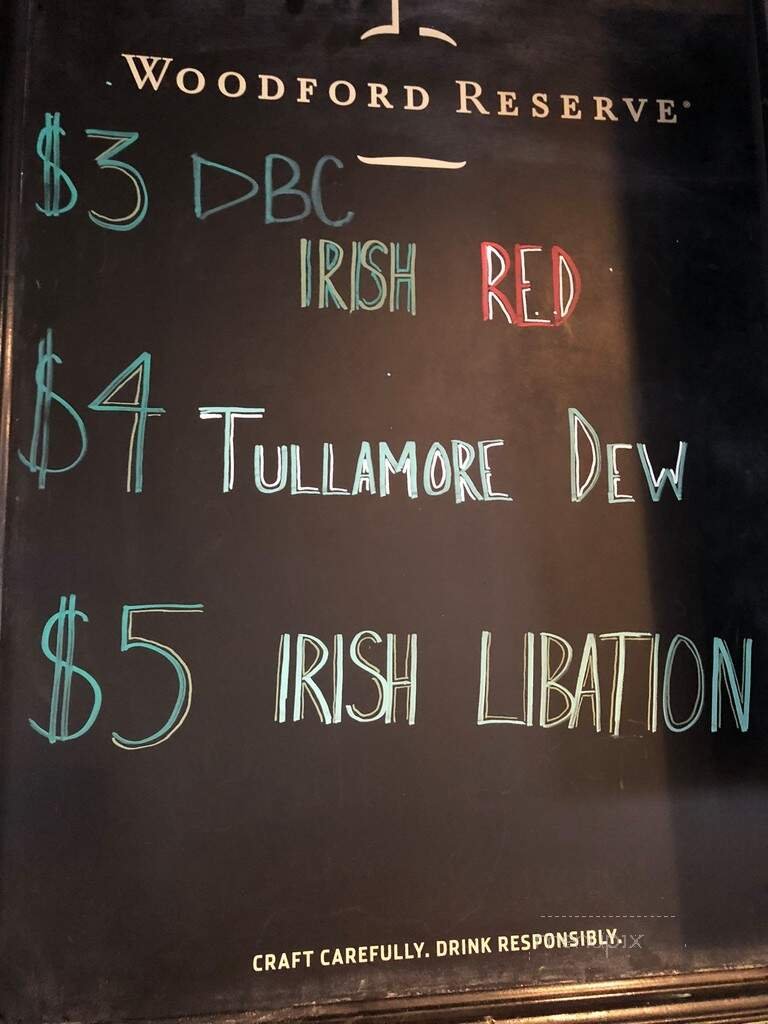 WOODFORD RESERVE®
$3 DBC
IRISH RED
$4 TULLAMORE DEW
$5 IRISH LIBATION
CRAFT CAREFULLY. DRINK RESPONSIBLY.